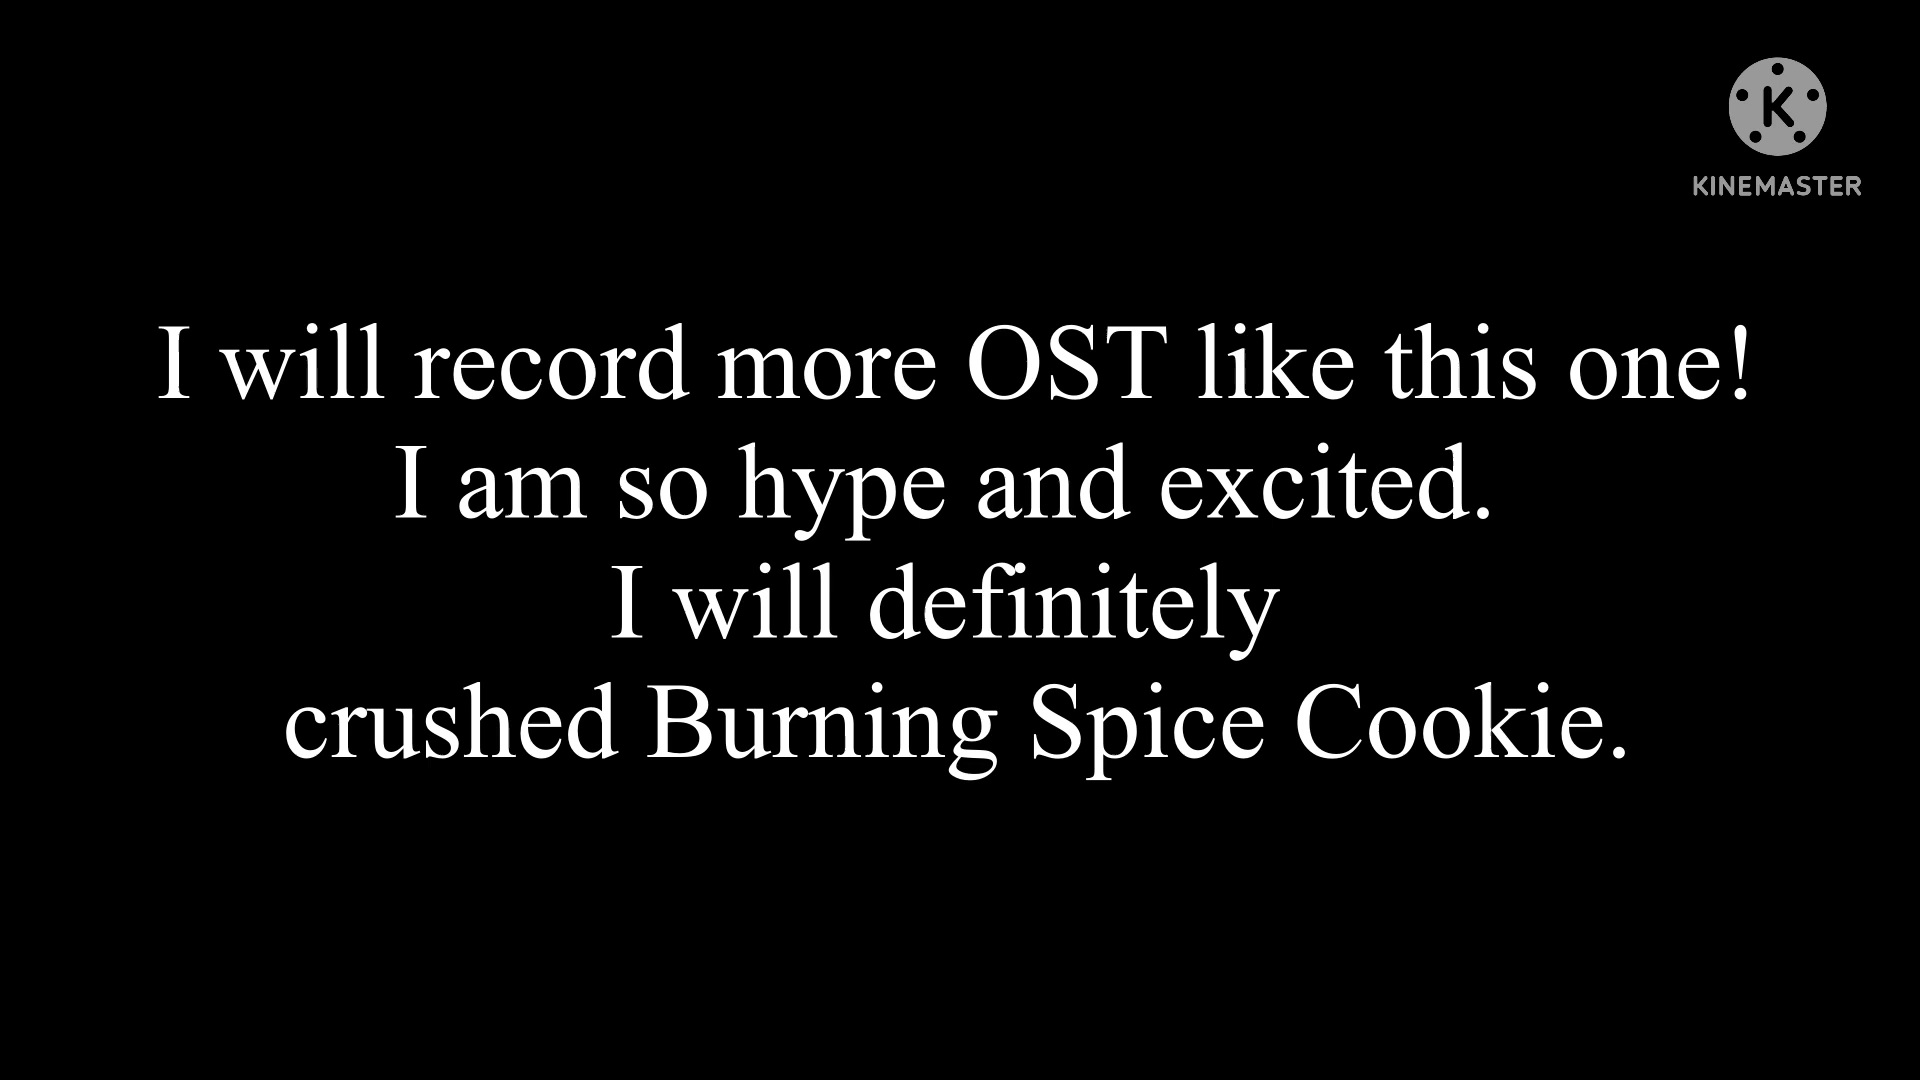 K
KINEMASTER
I will record more OST like this one!
I am so hype and excited.
I will definitely
crushed Burning Spice Cookie.